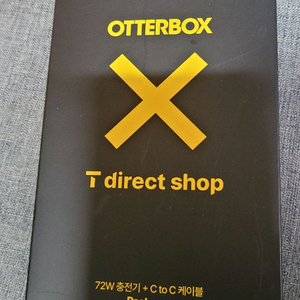 OTTERBOX
X
T direct shop
72W 충전기 + C to C 케이블